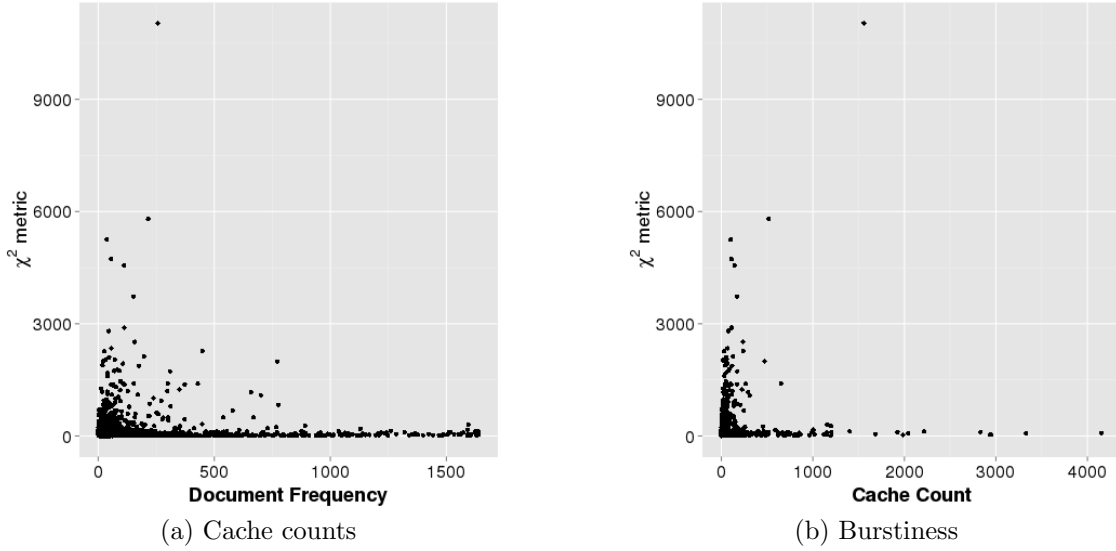 9000
6000
3000
0
χ² metric
0
500
1000
1500
Document Frequency
(a) Cache counts
9000
6000
3000
0
χ² metric
0
1000
2000
3000
4000
Cache Count
(b) Burstiness